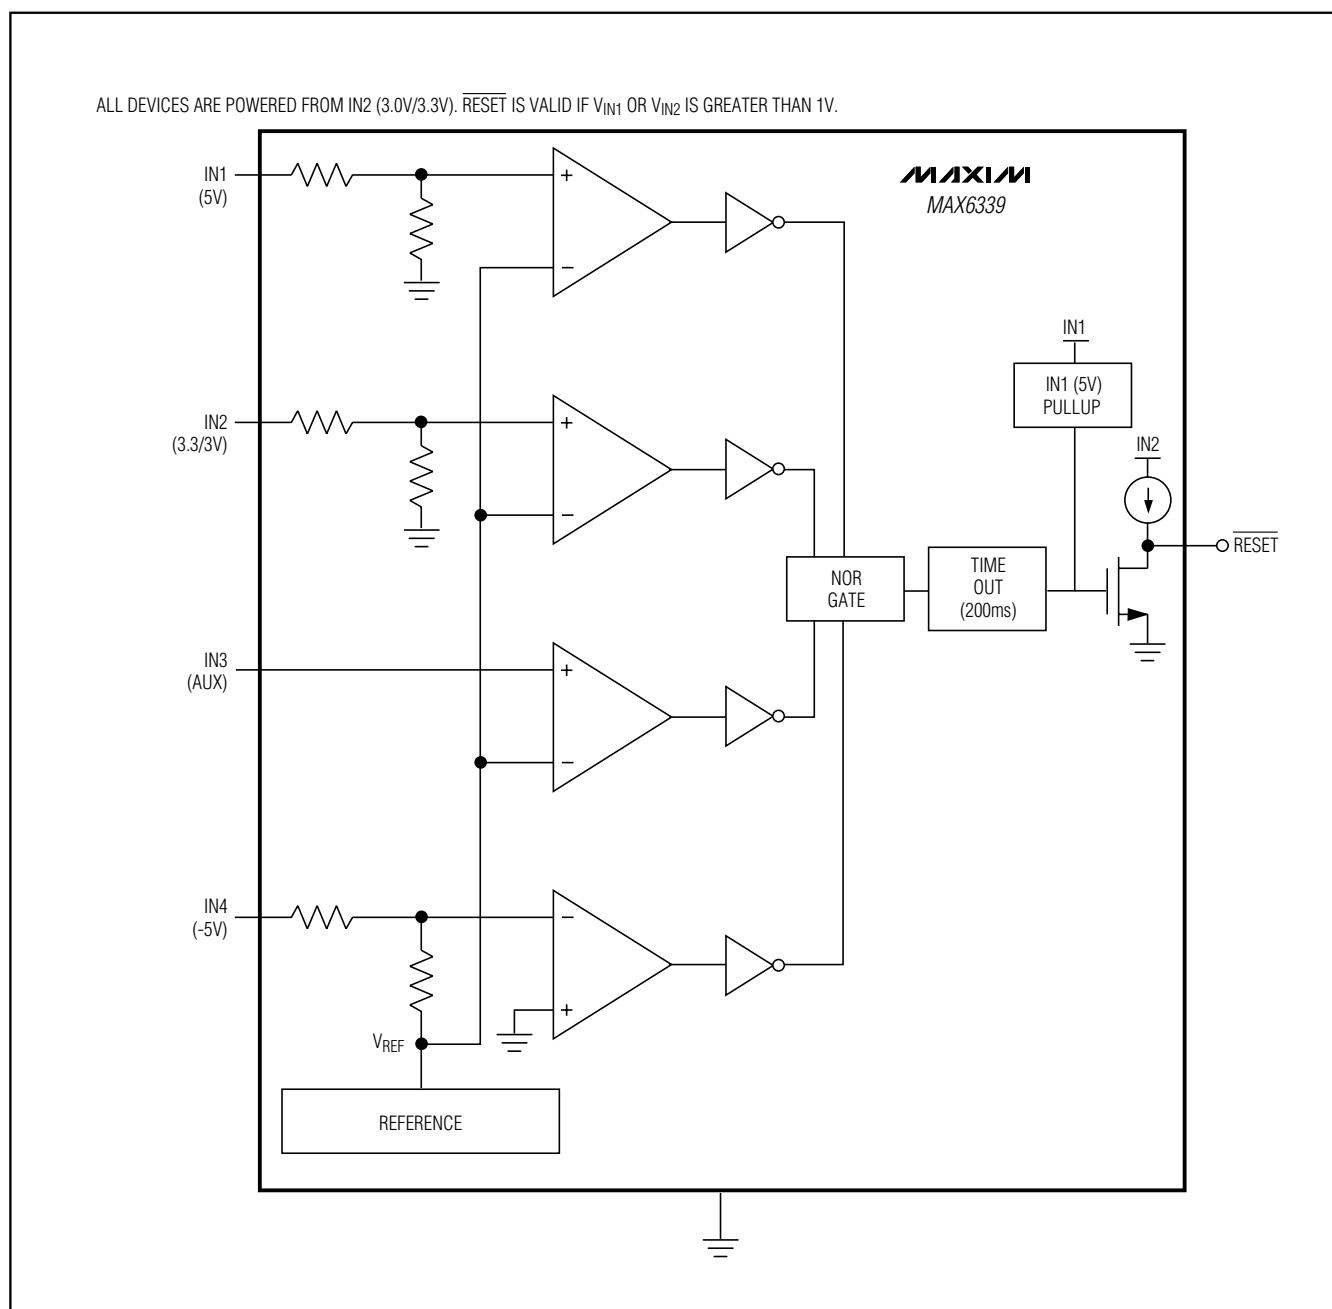 ALL DEVICES ARE POWERED FROM IN2 (3.0V/3.3V). RESET IS VALID IF VIN1 OR VIN2 IS GREATER THAN 1V.
IN1
(5V)
+
−
MAXIM
MAX6339
IN2
(3.3/3V)
+
−
IN1
IN1 (5V)
PULLUP
IN2
RESET
NOR
GATE
TIME
OUT
(200ms)
IN3
(AUX)
+
−
IN4
(-5V)
−
+
VREF
REFERENCE